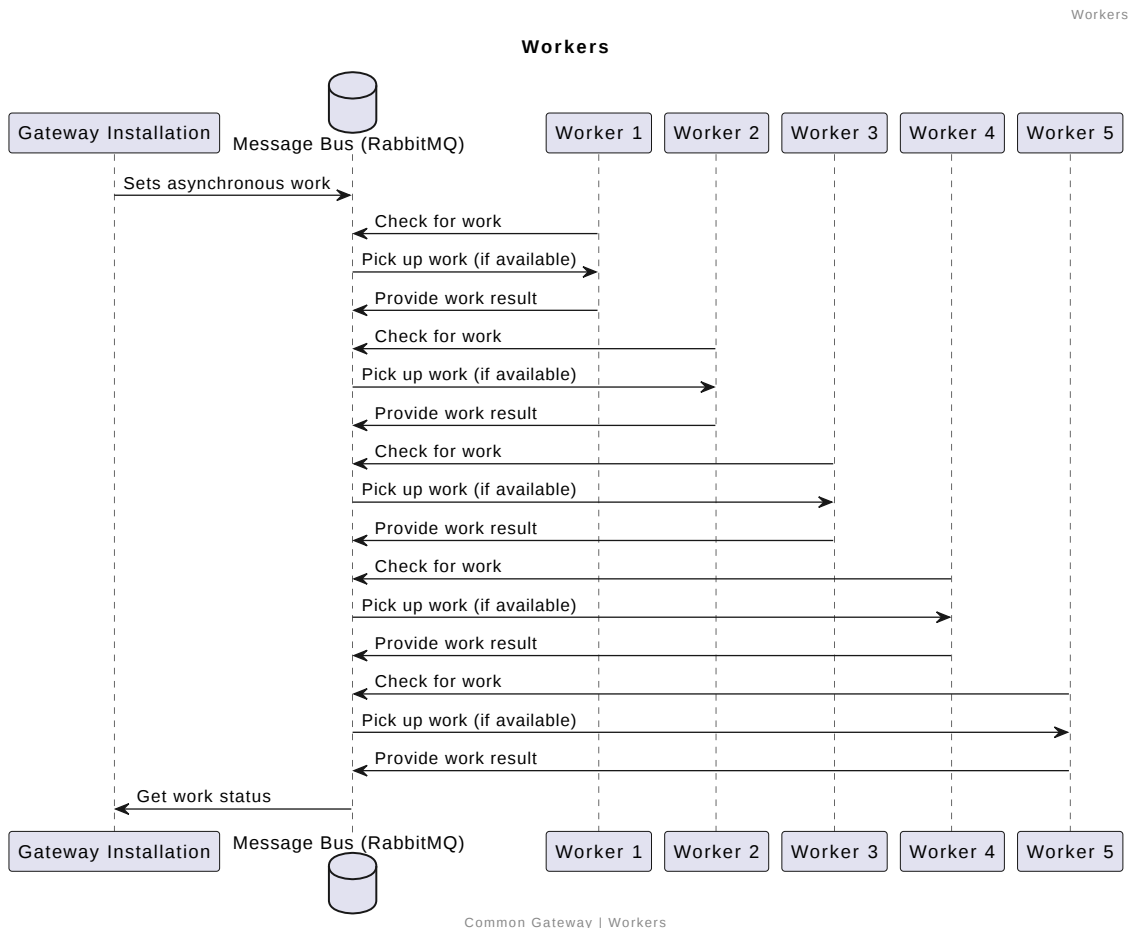 Workers
Workers
Gateway Installation
Message Bus (RabbitMQ)
Worker 1
Worker 2
Worker 3
Worker 4
Worker 5
Sets asynchronous work
Check for work
Pick up work (if available)
Provide work result
Check for work
Pick up work (if available)
Provide work result
Check for work
Pick up work (if available)
Provide work result
Check for work
Pick up work (if available)
Provide work result
Check for work
Pick up work (if available)
Provide work result
Get work status
Gateway Installation
Message Bus (RabbitMQ)
Worker 1
Worker 2
Worker 3
Worker 4
Worker 5
Common Gateway | Workers